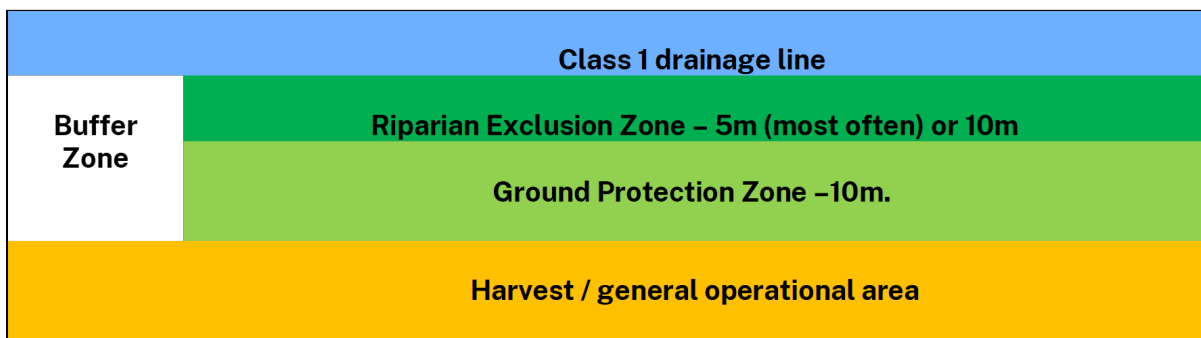 Class 1 drainage line
Buffer
Zone
Riparian Exclusion Zone – 5m (most often) or 10m
Ground Protection Zone –10m.
Harvest / general operational area